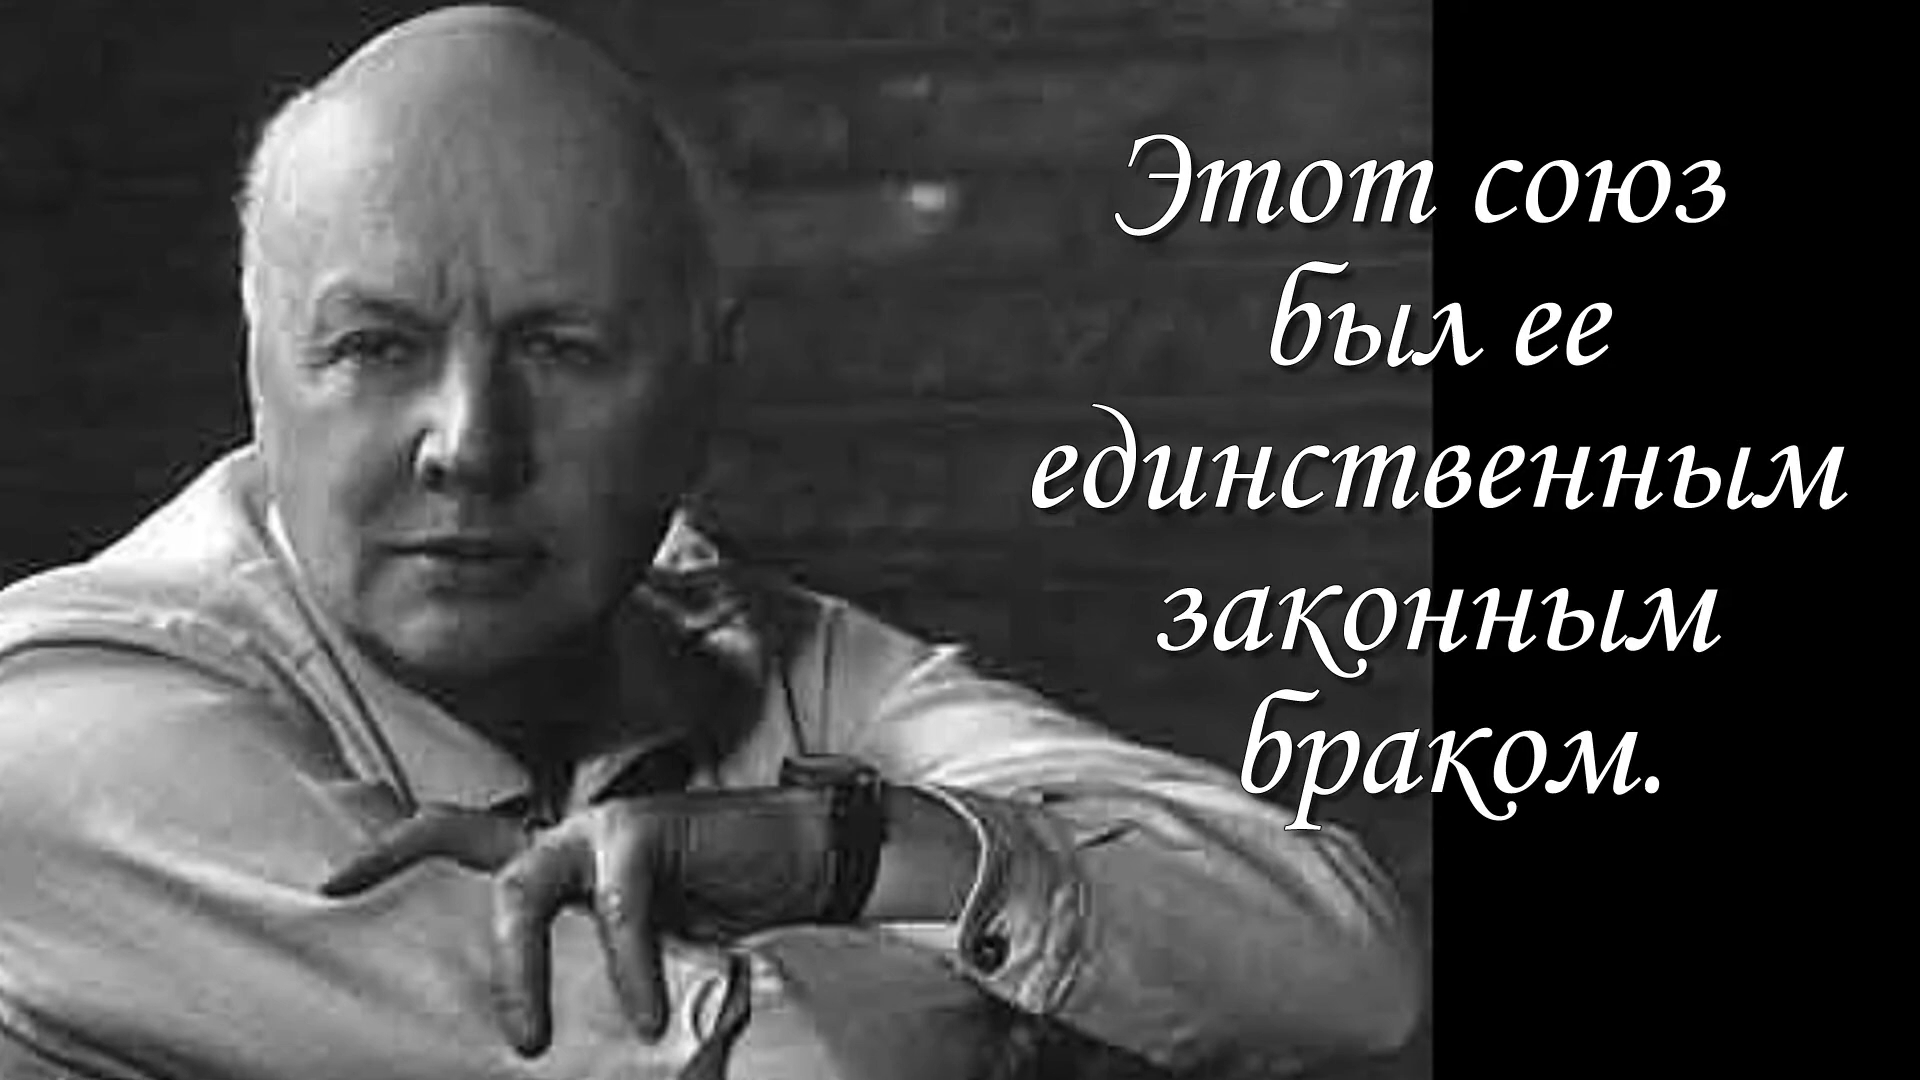 Этот союз
был ее
единственным
законным
браком.